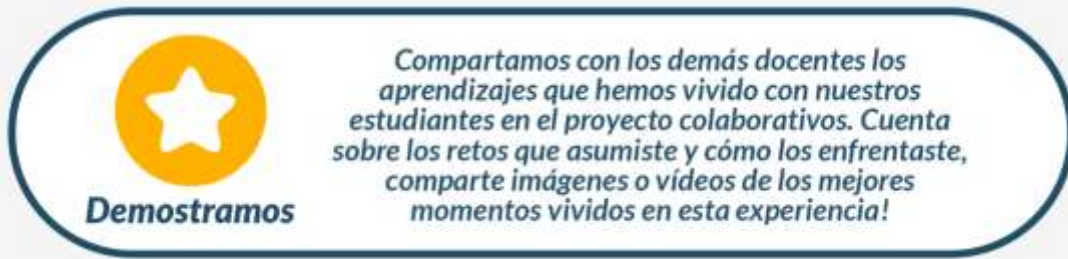 Compartamos con los demás docentes los
aprendizajes que hemos vivido con nuestros
estudiantes en el proyecto colaborativos. Cuenta
sobre los retos que asumiste y cómo los enfrentaste,
comparte imágenes o vídeos de los mejores
momentos vividos en esta experiencia!
Demostramos